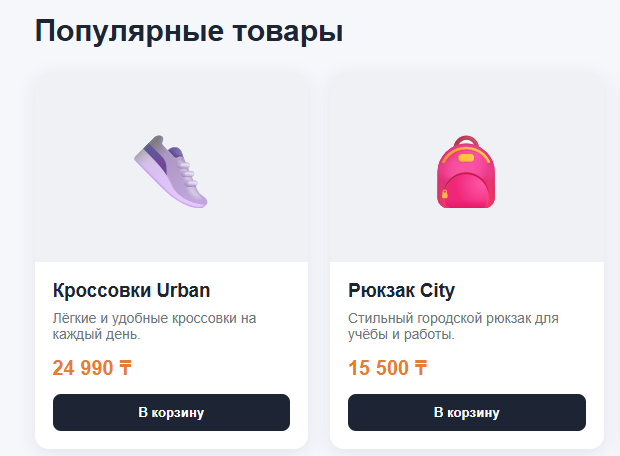 Популярные товары
Кроссовки Urban
Лёгкие и удобные кроссовки на
каждый день.
24 990 ₸
В корзину
Рюкзак City
Стильный городской рюкзак для
учёбы и работы.
15 500 ₸
В корзину